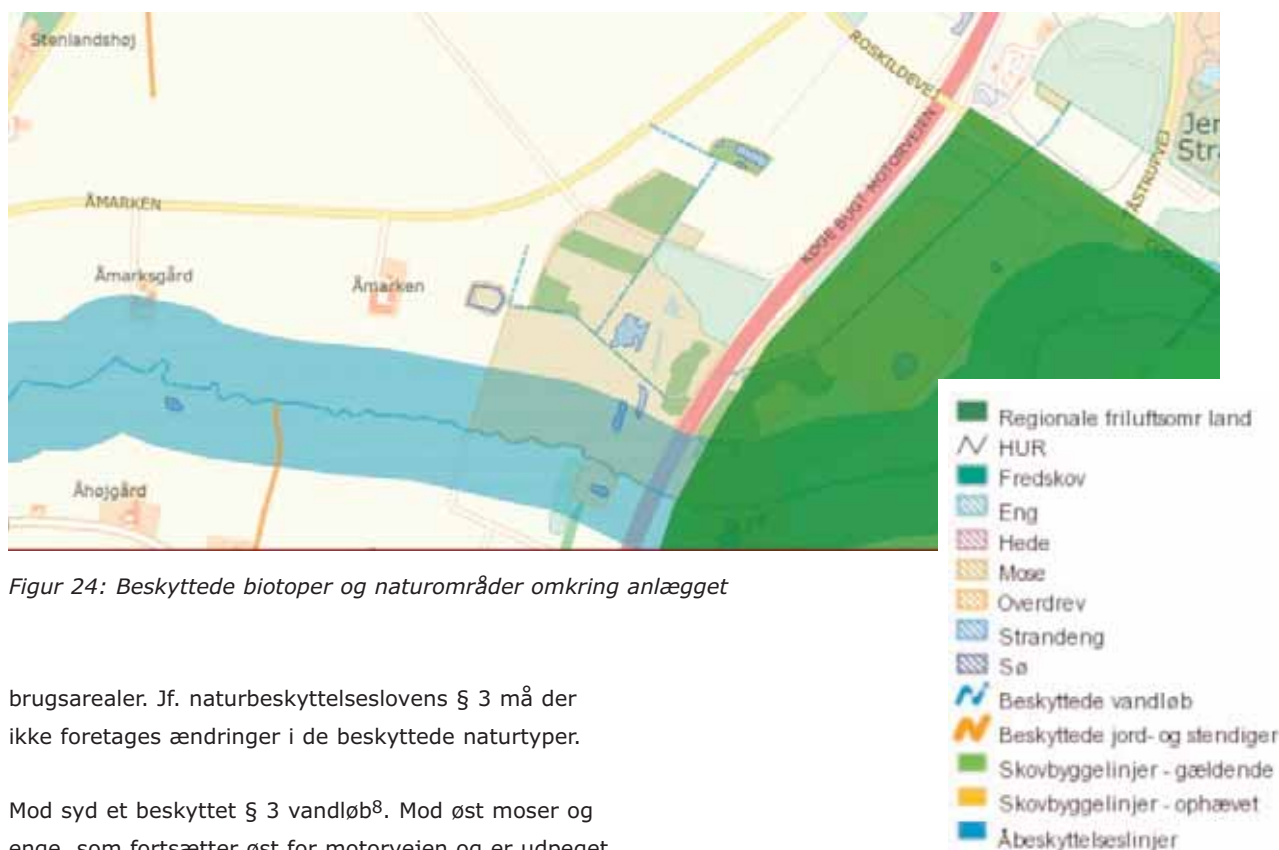 Stenlandshøj
ROSKILDEVEJ
KØGE BUGT-MOTORVEJEN
TÅSTRUPVEJ
Jer
Str
ÅMARKEN
Åmarksgård
Åmarken
Åhøjgård
Regionale friluftsomr land
HUR
Fredskov
Eng
Hede
Mose
Overdrev
Strandeng
Sø
Beskyttede vandløb
Beskyttede jord- og stendiger
Skovbyggelinjer - gældende
Skovbyggelinjer - ophævet
Åbeskyttelseslinjer
Figur 24: Beskyttede biotoper og naturområder omkring anlægget
brugsarealer. Jf. naturbeskyttelseslovens § 3 må der
ikke foretages ændringer i de beskyttede naturtyper.
Mod syd et beskyttet § 3 vandløb8. Mod øst moser og
enge, som fortsætter øst for motorvejen og er udpeget